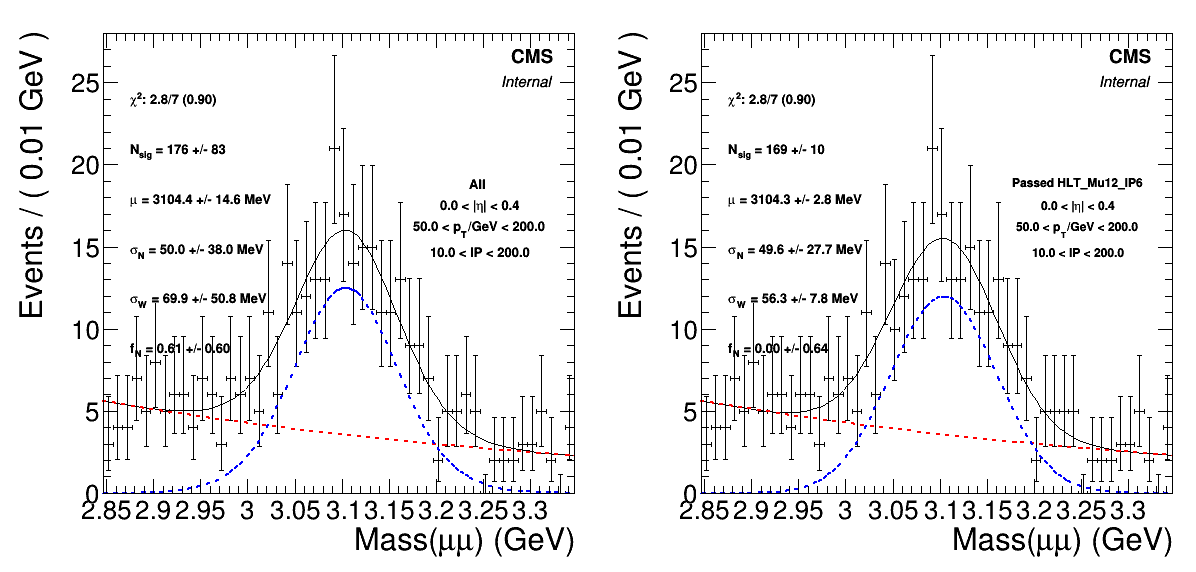 Events / ( 0.01 GeV )
25
20
15
10
5
0
CMS
Internal
χ²: 2.8/7 (0.90)
N_sig = 176 +/- 83
μ = 3104.4 +/- 14.6 MeV
σ_N = 50.0 +/- 38.0 MeV
σ_W = 69.9 +/- 50.8 MeV
f_N = 0.61 +/- 0.60
All
0.0 < |η| < 0.4
50.0 < p_T/GeV < 200.0
10.0 < IP < 200.0
2.85 2.9 2.95 3 3.05 3.1 3.15 3.2 3.25 3.3
Mass(μμ) (GeV)
Events / ( 0.01 GeV )
25
20
15
10
5
0
CMS
Internal
χ²: 2.8/7 (0.90)
N_sig = 169 +/- 10
μ = 3104.3 +/- 2.8 MeV
σ_N = 49.6 +/- 27.7 MeV
σ_W = 56.3 +/- 7.8 MeV
f_N = 0.00 +/- 0.64
Passed HLT_Mu12_IP6
0.0 < |η| < 0.4
50.0 < p_T/GeV < 200.0
10.0 < IP < 200.0
2.85 2.9 2.95 3 3.05 3.1 3.15 3.2 3.25 3.3
Mass(μμ) (GeV)